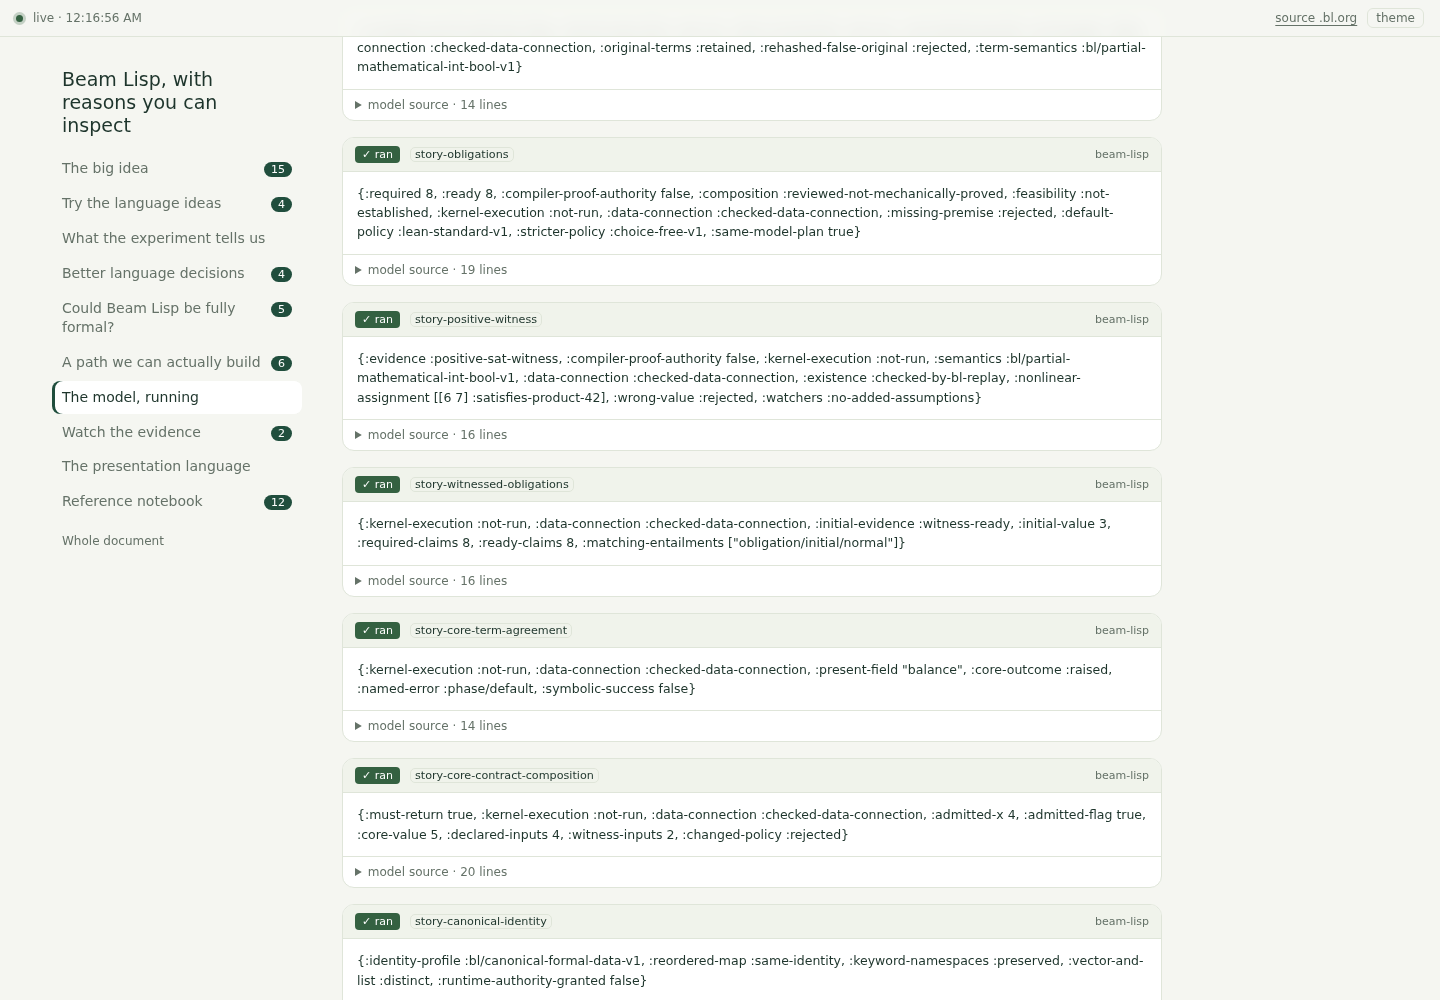 live · 12:16:56 AM
source .bl.org
theme
Beam Lisp, with
reasons you can
inspect
The big idea 15
Try the language ideas 4
What the experiment tells us
Better language decisions 4
Could Beam Lisp be fully 5
formal?
A path we can actually build 6
The model, running
Watch the evidence 2
The presentation language
Reference notebook 12
Whole document
connection :checked-data-connection, :original-terms :retained, :rehashed-false-original :rejected, :term-semantics :bl/partial-
mathematical-int-bool-v1}
▶ model source · 14 lines
✓ ran story-obligations beam-lisp
{:required 8, :ready 8, :compiler-proof-authority false, :composition :reviewed-not-mechanically-proved, :feasibility :not-
established, :kernel-execution :not-run, :data-connection :checked-data-connection, :missing-premise :rejected, :default-
policy :lean-standard-v1, :stricter-policy :choice-free-v1, :same-model-plan true}
▶ model source · 19 lines
✓ ran story-positive-witness beam-lisp
{:evidence :positive-sat-witness, :compiler-proof-authority false, :kernel-execution :not-run, :semantics :bl/partial-
mathematical-int-bool-v1, :data-connection :checked-data-connection, :existence :checked-by-bl-replay, :nonlinear-
assignment [[6 7] :satisfies-product-42], :wrong-value :rejected, :watchers :no-added-assumptions}
▶ model source · 16 lines
✓ ran story-witnessed-obligations beam-lisp
{:kernel-execution :not-run, :data-connection :checked-data-connection, :initial-evidence :witness-ready, :initial-value 3,
:required-claims 8, :ready-claims 8, :matching-entailments ["obligation/initial/normal"]}
▶ model source · 16 lines
✓ ran story-core-term-agreement beam-lisp
{:kernel-execution :not-run, :data-connection :checked-data-connection, :present-field "balance", :core-outcome :raised,
:named-error :phase/default, :symbolic-success false}
▶ model source · 14 lines
✓ ran story-core-contract-composition beam-lisp
{:must-return true, :kernel-execution :not-run, :data-connection :checked-data-connection, :admitted-x 4, :admitted-flag true,
:core-value 5, :declared-inputs 4, :witness-inputs 2, :changed-policy :rejected}
▶ model source · 20 lines
✓ ran story-canonical-identity beam-lisp
{:identity-profile :bl/canonical-formal-data-v1, :reordered-map :same-identity, :keyword-namespaces :preserved, :vector-and-
list :distinct, :runtime-authority-granted false}